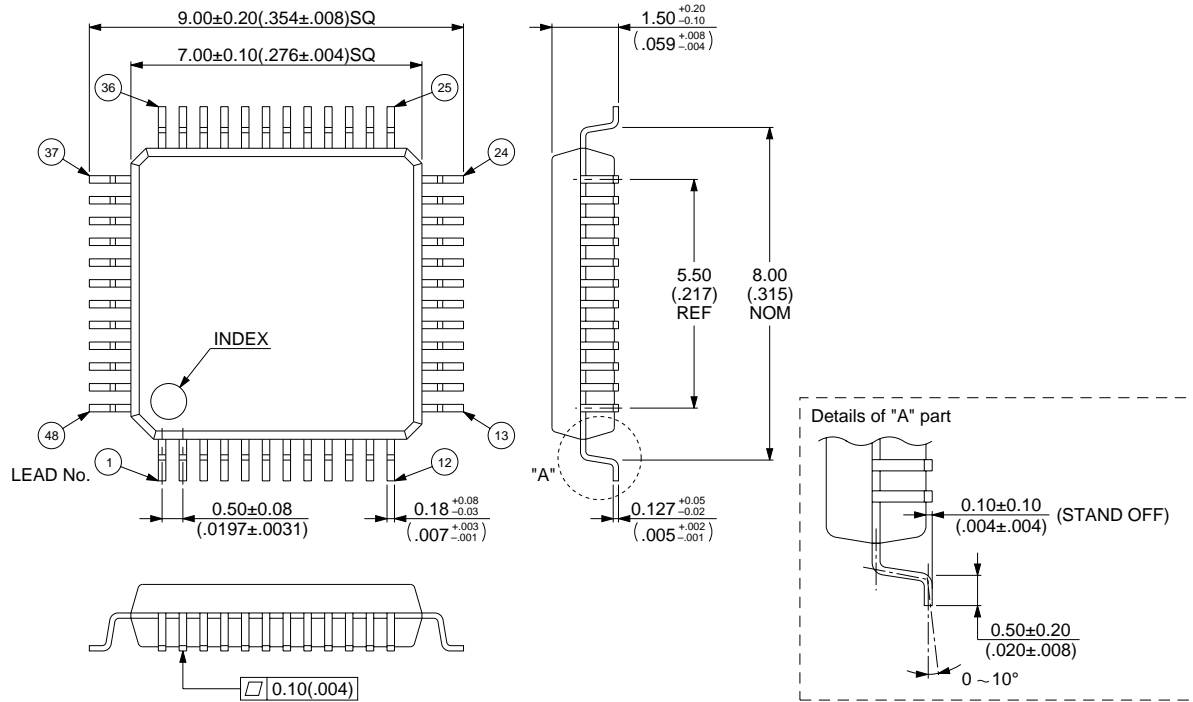 9.00±0.20(.354±.008)SQ
7.00±0.10(.276±.004)SQ
1.50 +0.20 –0.10
(.059 +.008 –.004)
36
25
37
24
INDEX
48
13
LEAD No.
1
12
"A"
5.50
(.217)
REF
8.00
(.315)
NOM
0.50±0.08
(.0197±.0031)
0.18 +0.08 –0.03
(.007 +.003 –.001)
0.127 +0.05 –0.02
(.005 +.002 –.001)
0.10(.004)
Details of "A" part
0.10±0.10
(.004±.004)
(STAND OFF)
0.50±0.20
(.020±.008)
0 ~10°